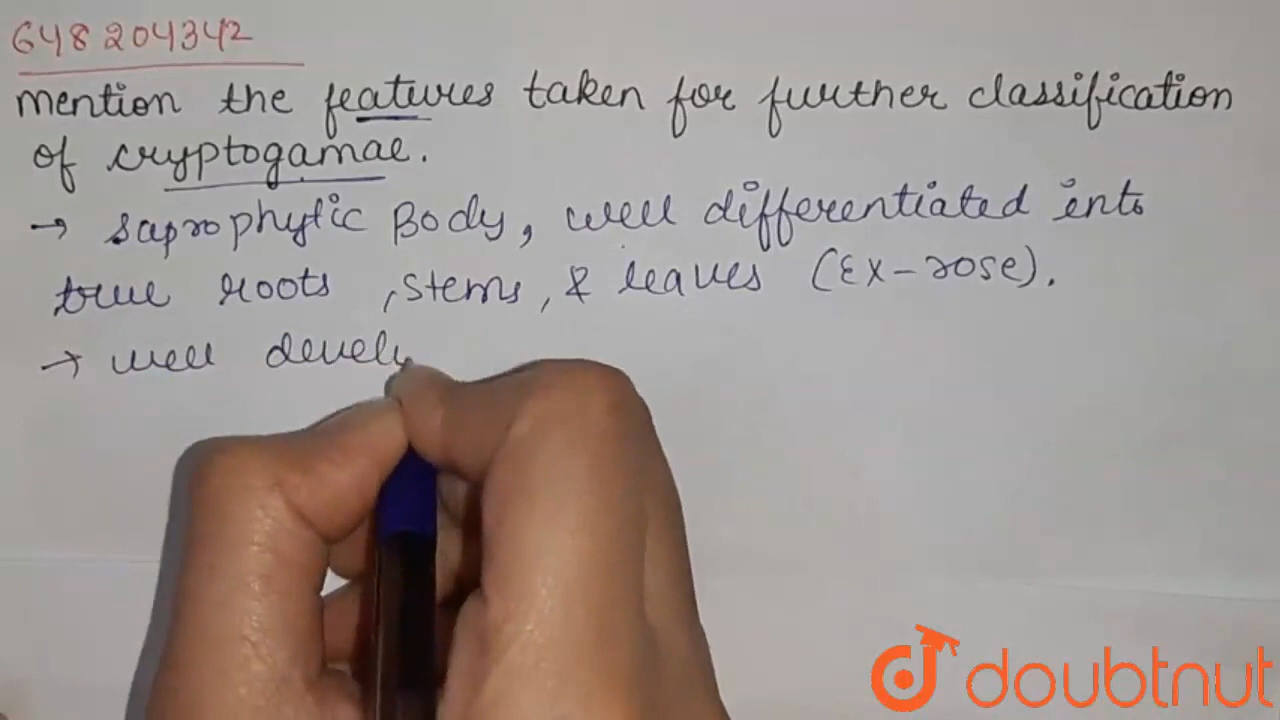 648204342
mention the features taken for further classification
of cryptogamae.
→ saprophytic Body, well differentiated into
true roots, stems, & leaves (Ex-rose).
→ well develo
doubtnut